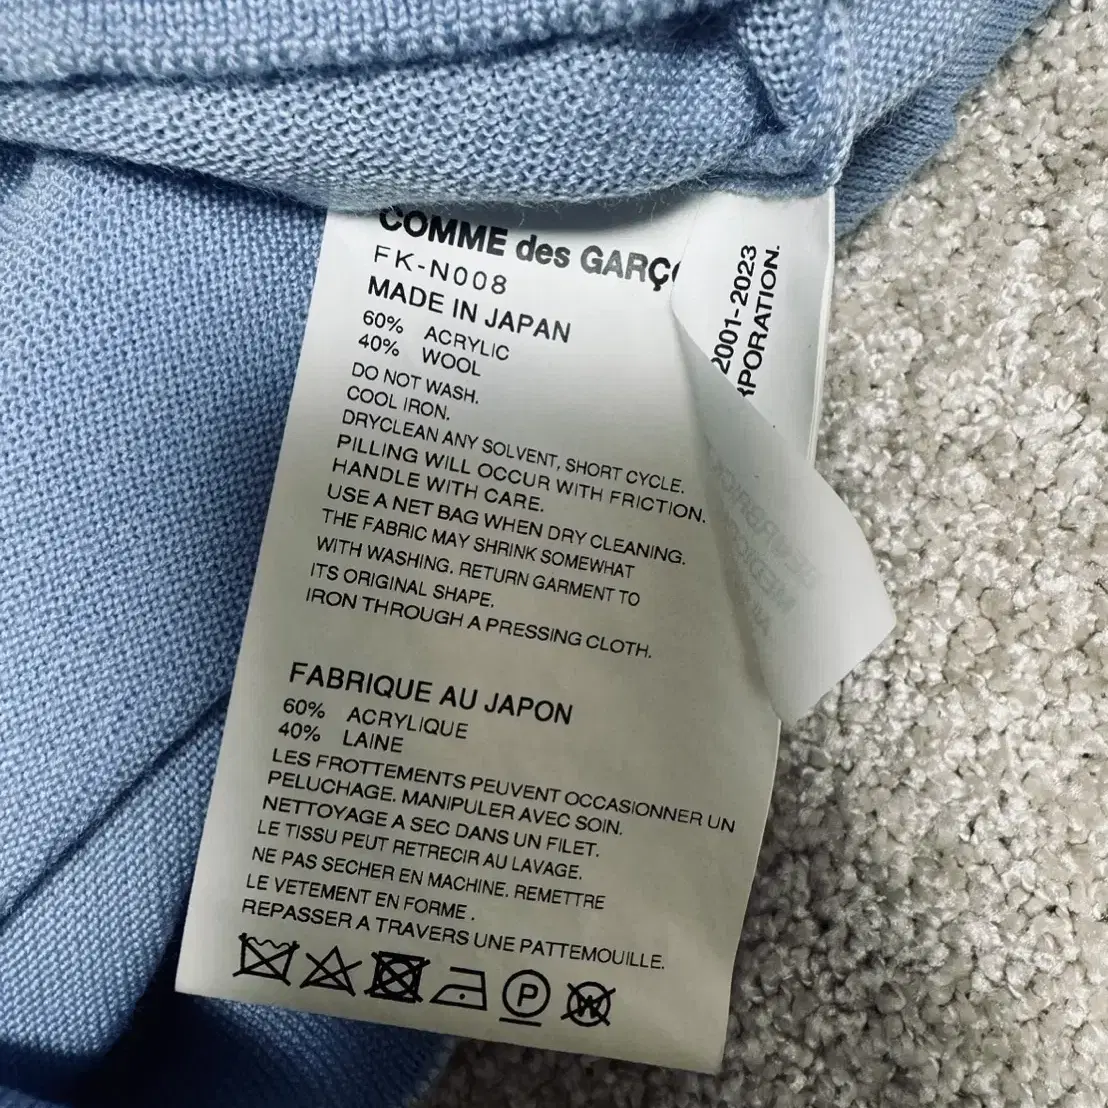 COMME des GARÇ
FK-N008
MADE IN JAPAN
60% ACRYLIC
40% WOOL
DO NOT WASH.
COOL IRON.
DRYCLEAN ANY SOLVENT, SHORT CYCLE.
PILLING WILL OCCUR WITH FRICTION.
HANDLE WITH CARE.
USE A NET BAG WHEN DRY CLEANING.
THE FABRIC MAY SHRINK SOMEWHAT
WITH WASHING. RETURN GARMENT TO
ITS ORIGINAL SHAPE.
IRON THROUGH A PRESSING CLOTH.
FABRIQUE AU JAPON
60% ACRYLIQUE
40% LAINE
LES FROTTEMENTS PEUVENT OCCASIONNER UN
PELUCHAGE. MANIPULER AVEC SOIN.
NETTOYAGE A SEC DANS UN FILET.
LE TISSU PEUT RETRECIR AU LAVAGE.
NE PAS SECHER EN MACHINE. REMETTRE
LE VETEMENT EN FORME .
REPASSER A TRAVERS UNE PATTEMOUILLE.
P W
2001-2023
RPORATION.